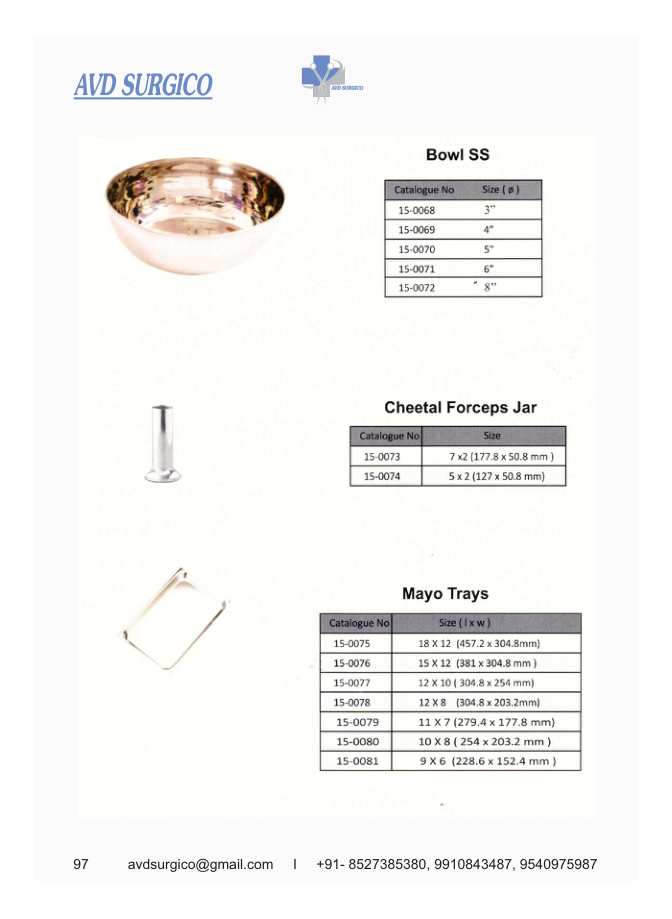 AVD SURGICO
AVD SURGICO
Bowl SS
Catalogue No Size ( ø )
15-0068 3”
15-0069 4"
15-0070 5"
15-0071 6"
15-0072 8”
Cheetal Forceps Jar
Catalogue No Size
15-0073 7 x2 (177.8 x 50.8 mm )
15-0074 5 x 2 (127 x 50.8 mm)
Mayo Trays
Catalogue No Size ( l x w )
15-0075 18 X 12 (457.2 x 304.8mm)
15-0076 15 X 12 (381 x 304.8 mm )
15-0077 12 X 10 ( 304.8 x 254 mm)
15-0078 12 X 8 (304.8 x 203.2mm)
15-0079 11 X 7 (279.4 x 177.8 mm)
15-0080 10 X 8 ( 254 x 203.2 mm )
15-0081 9 X 6 (228.6 x 152.4 mm )
97 avdsurgico@gmail.com I +91- 8527385380, 9910843487, 9540975987